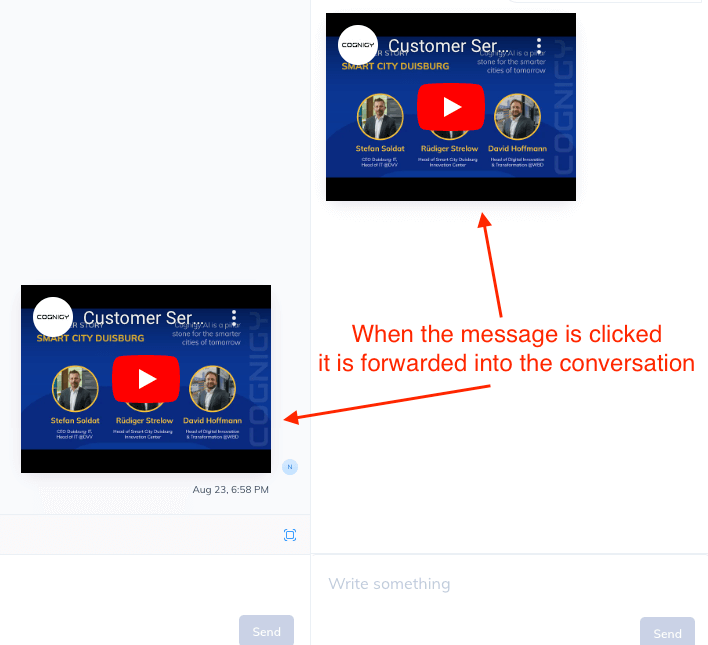 COGNIGY
Customer Ser...
R STORY
Cognigy.AI is a pillar
SMART CITY DUISBURG
stone for the smarter
cities of tomorrow
COGNIGY
Stefan Soldat
Rüdiger Strelow
David Hoffmann
CEO Duisburg IT,
Head of IT @DVV
Head of Smart City Duisburg
Innovation Center
Head of Digital Innovation
& Transformation @WBD
When the message is clicked
it is forwarded into the conversation
COGNIGY
Customer Ser...
ER STORY
Cognigy.AI is a pillar
SMART CITY DUISBURG
stone for the smarter
cities of tomorrow
COGNIGY
Stefan Soldat
Rüdiger Strelow
David Hoffmann
CEO Duisburg IT,
Head of IT @DVV
Head of Smart City Duisburg
Innovation Center
Head of Digital Innovation
& Transformation @WBD
N
Aug 23, 6:58 PM
Write something
Send
Send